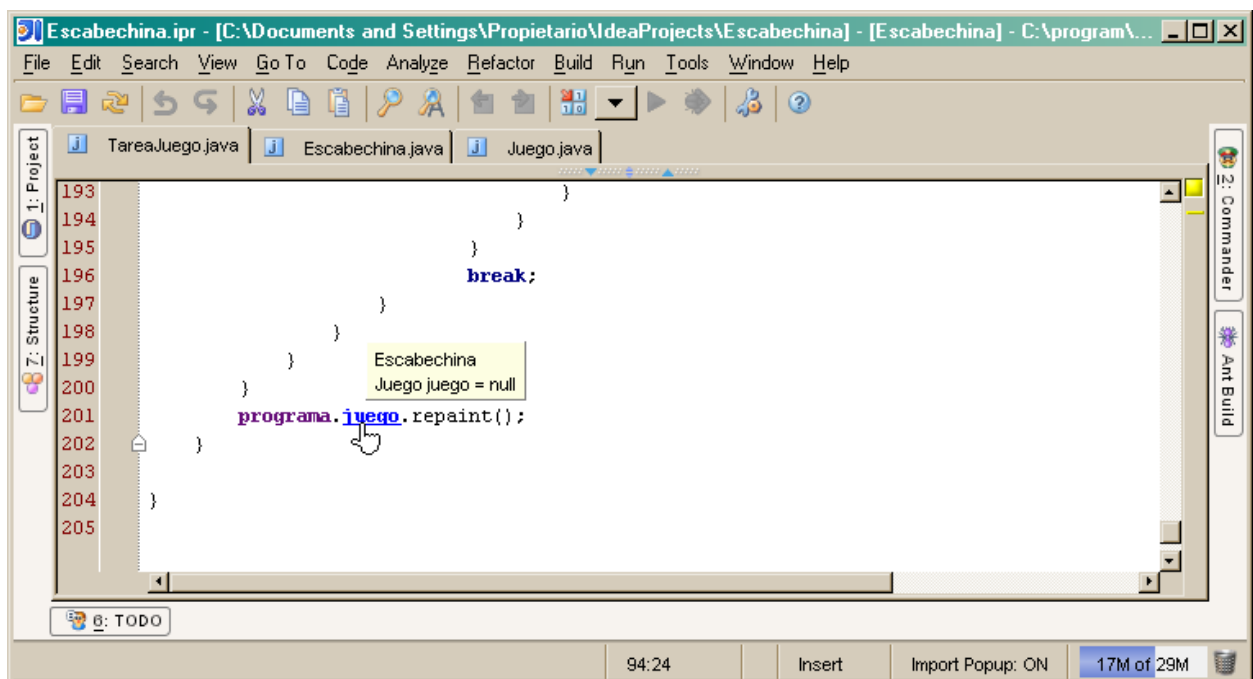 Escabechina.ipr - [C:\Documents and Settings\Propietario\IdeaProjects\Escabechina] - [Escabechina] - C:\program\...
File Edit Search View Go To Code Analyze Refactor Build Run Tools Window Help
TareaJuego.java Escabechina.java Juego.java
1: Project
7: Structure
193 }
194 }
195 }
196 break;
197 }
198 }
199 }
200 }
201 programa.juego.repaint();
202 }
203
204 }
205
Escabechina
Juego juego = null
2: Commander
Ant Build
6: TODO
94:24 Insert Import Popup: ON 17M of 29M